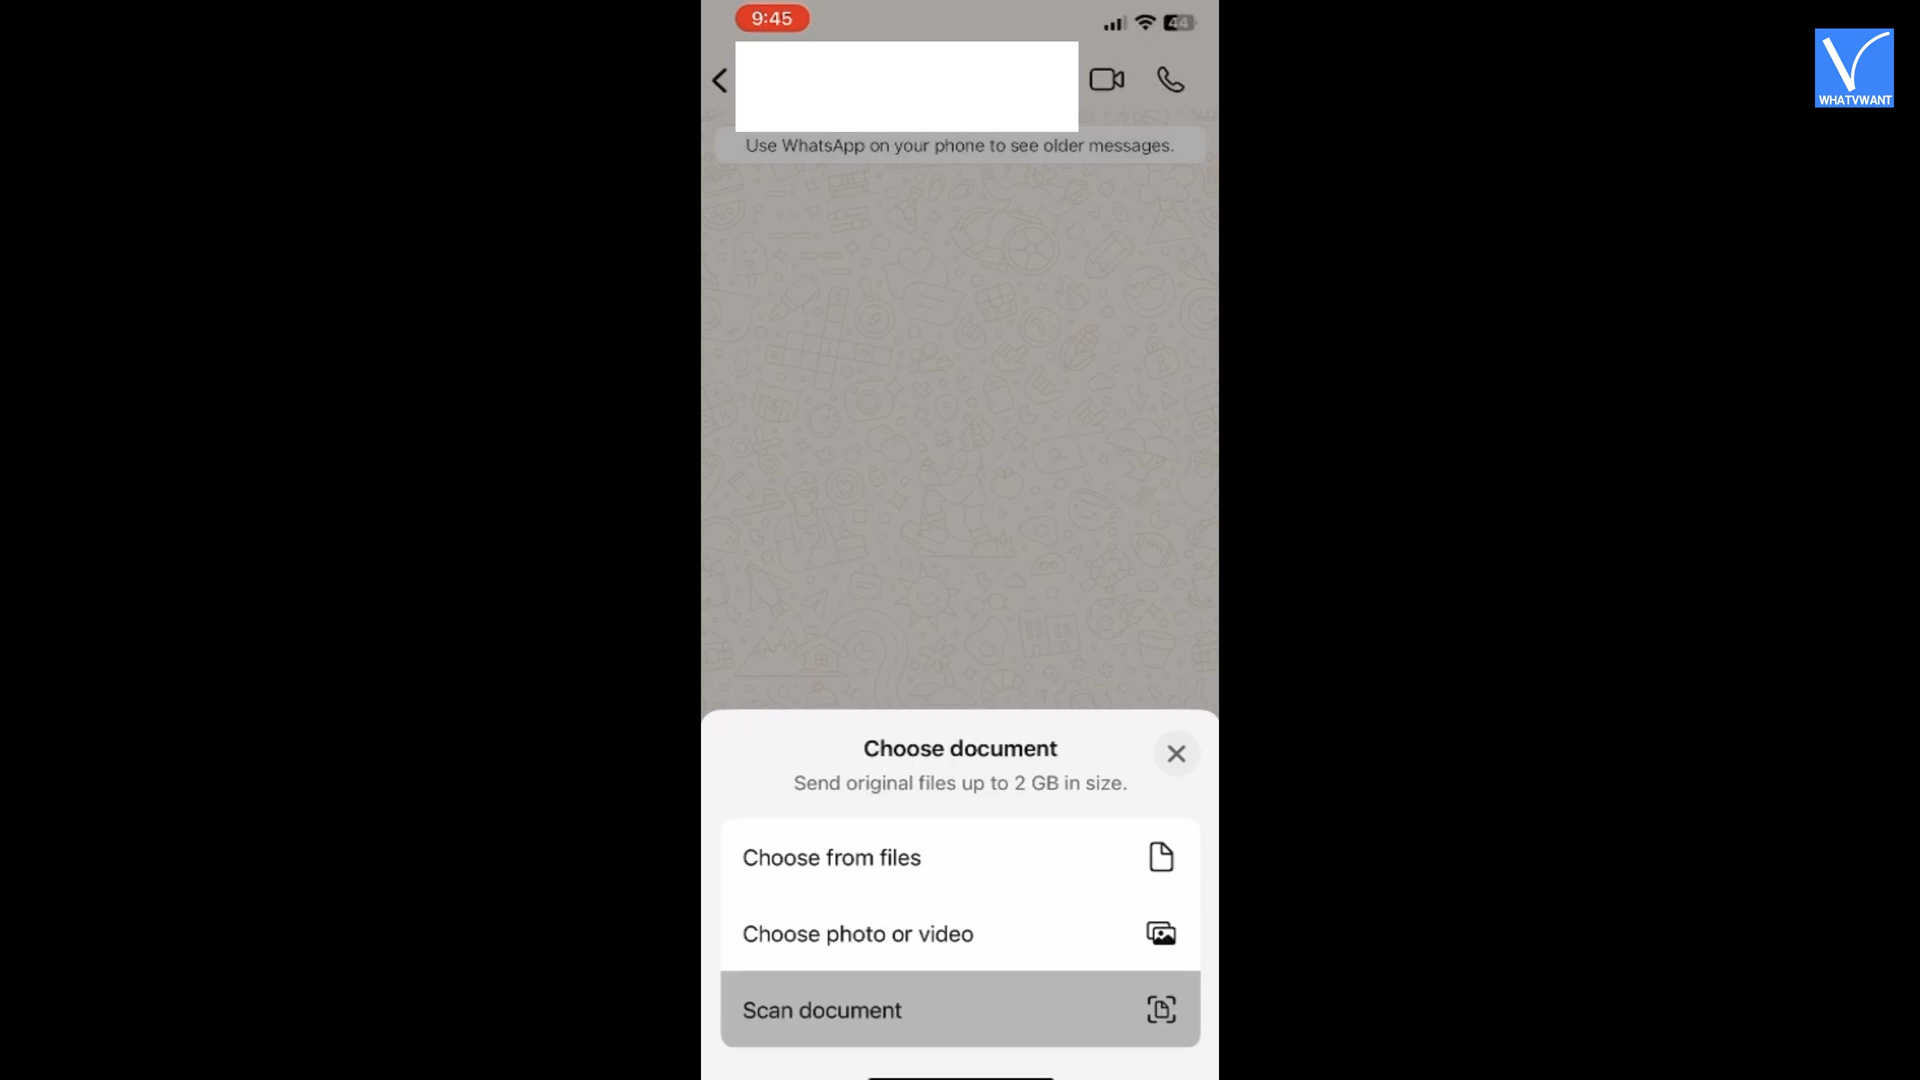 9:45
44
WHATVWANT
Use WhatsApp on your phone to see older messages.
Choose document
Send original files up to 2 GB in size.
Choose from files
Choose photo or video
Scan document